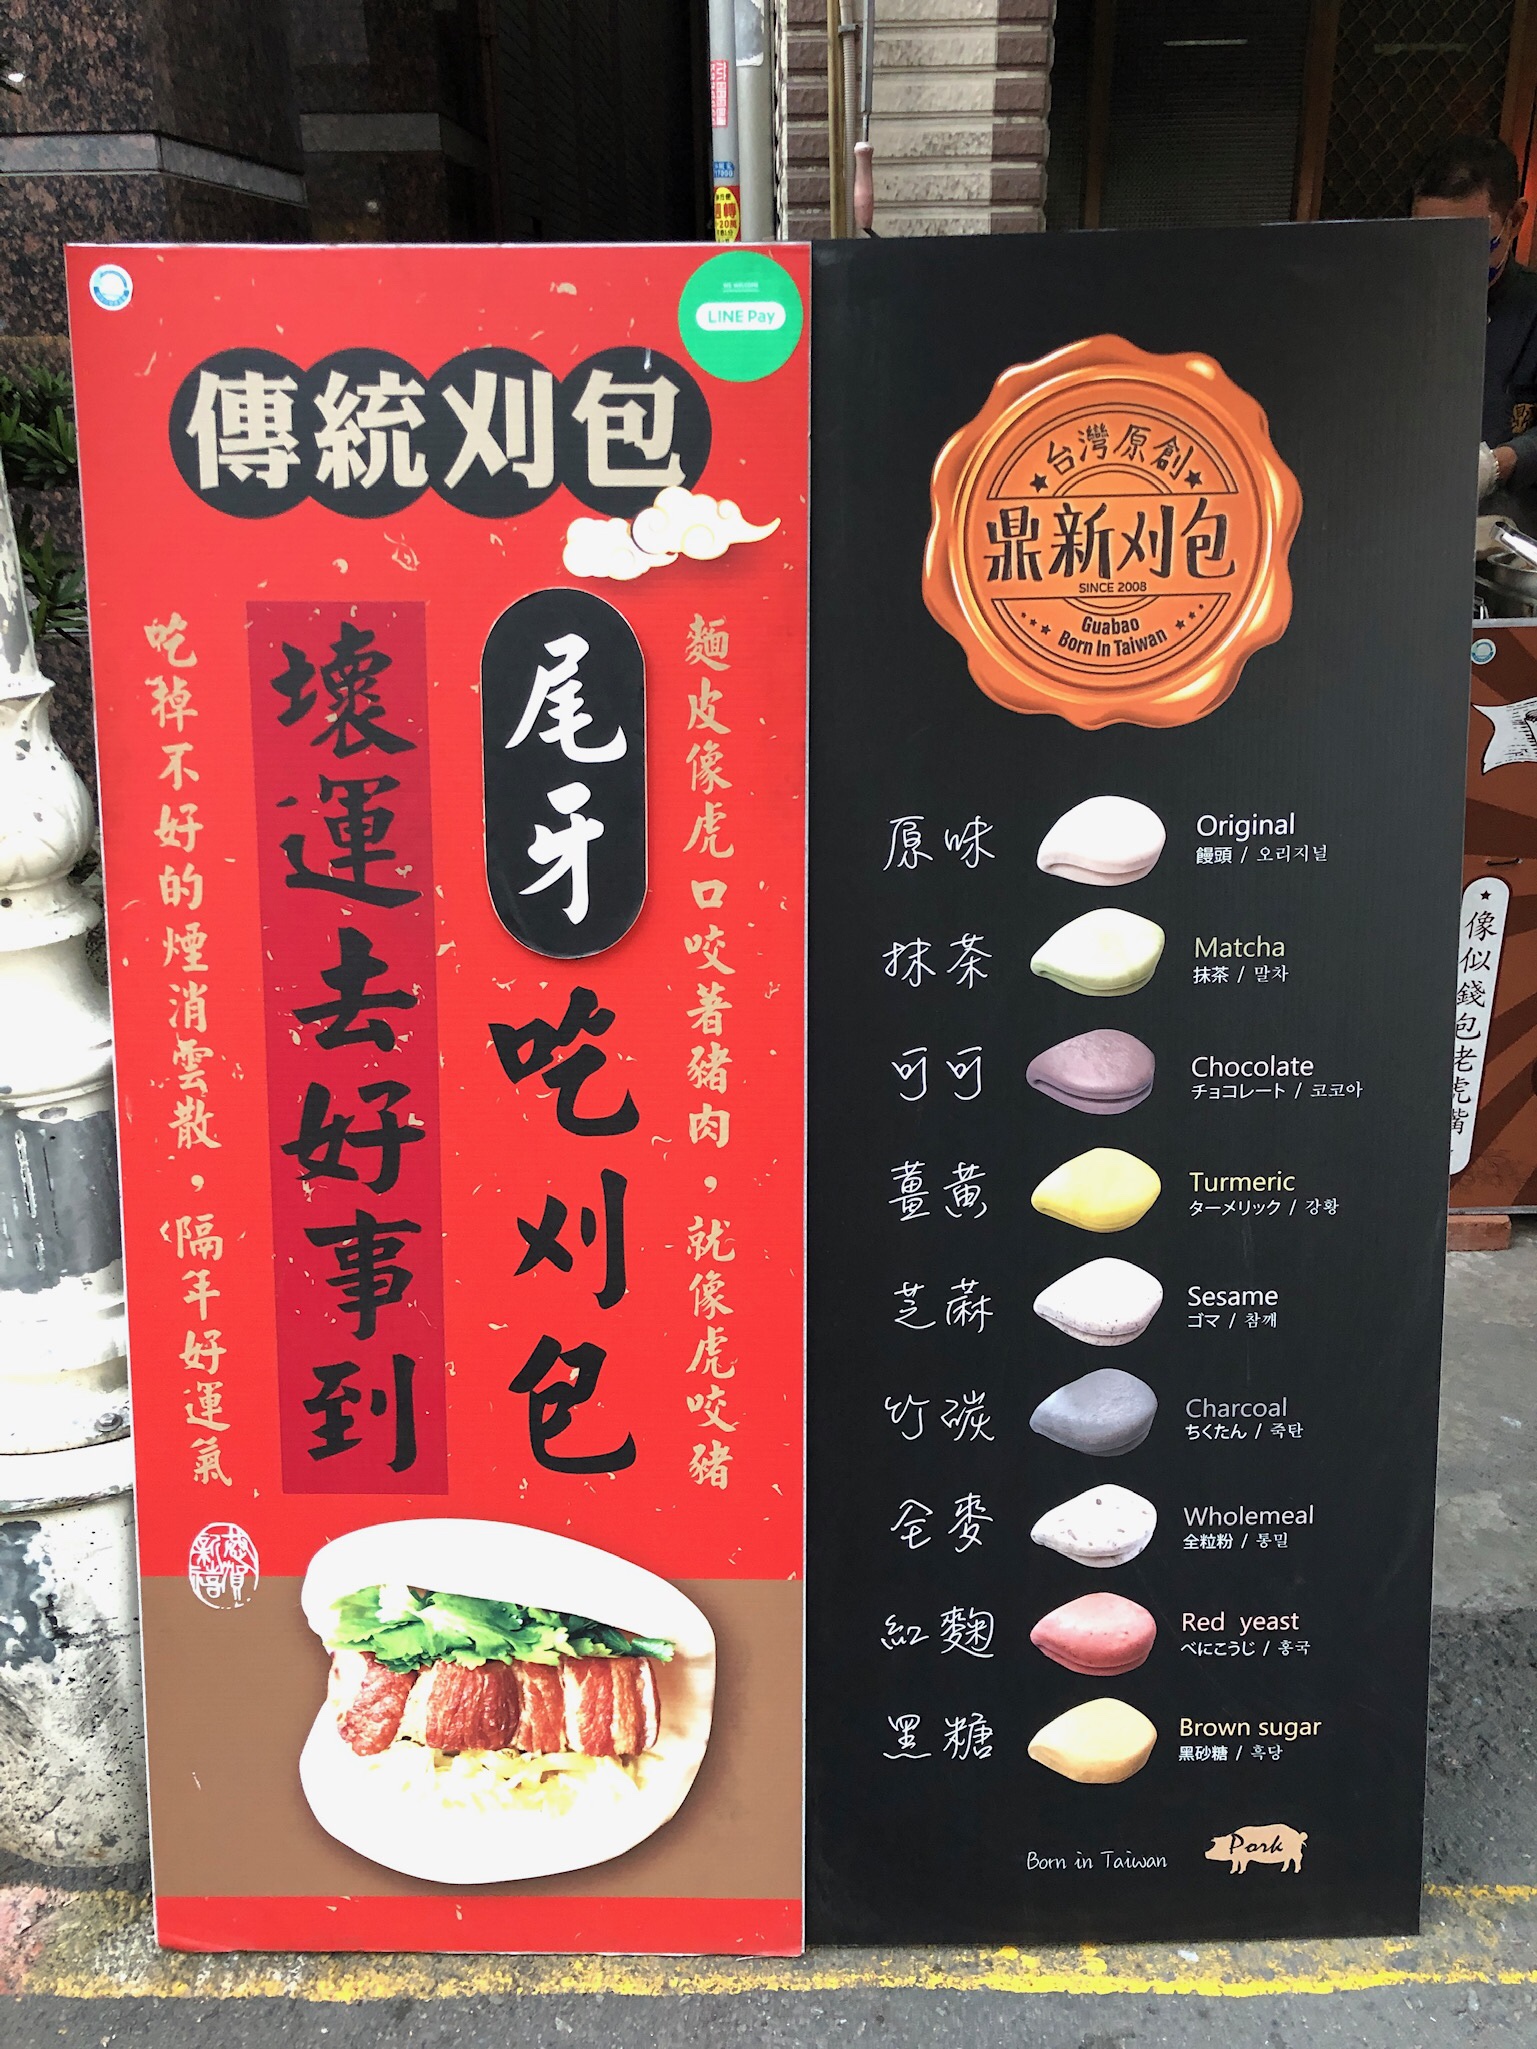 LINE Pay
傳統刈包
麵皮像虎口咬著豬肉，就像虎咬豬
尾牙吃刈包
壞運去好事到
吃掉不好的煙消雲散，隔年好運氣
恭賀新禧
台灣原創
鼎新刈包
SINCE 2008
Guabao
Born In Taiwan
原味 Original
饅頭 / 오리지널
抹茶 Matcha
抹茶 / 말차
可可 Chocolate
チョコレート / 코코아
薑黃 Turmeric
ターメリック / 강황
芝蔴 Sesame
ゴマ / 참깨
竹碳 Charcoal
ちくたん / 죽탄
全麥 Wholemeal
全粒粉 / 통밀
紅麴 Red yeast
べにこうじ / 홍국
黑糖 Brown sugar
黑砂糖 / 흑당
Born in Taiwan
Pork
像似錢包老虎嘴